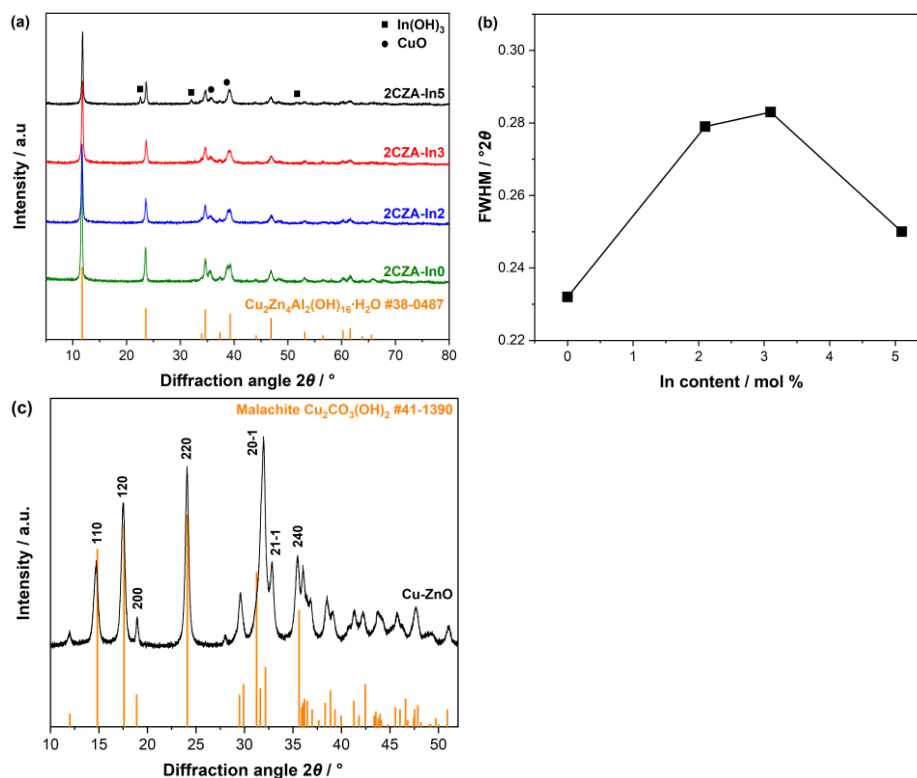 (a)
■ In(OH)₃
● CuO
2CZA-In5
2CZA-In3
2CZA-In2
2CZA-In0
Cu₂Zn₄Al₂(OH)₁₆·H₂O #38-0487
Intensity / a.u
10 20 30 40 50 60 70 80
Diffraction angle 2θ / °
(b)
0.30
0.28
0.26
0.24
0.22
FWHM / °2θ
0 1 2 3 4 5
In content / mol %
(c)
Malachite Cu₂CO₃(OH)₂ #41-1390
110
120
200
220
20-1
21-1
240
Cu-ZnO
Intensity / a.u.
10 15 20 25 30 35 40 45 50
Diffraction angle 2θ / °